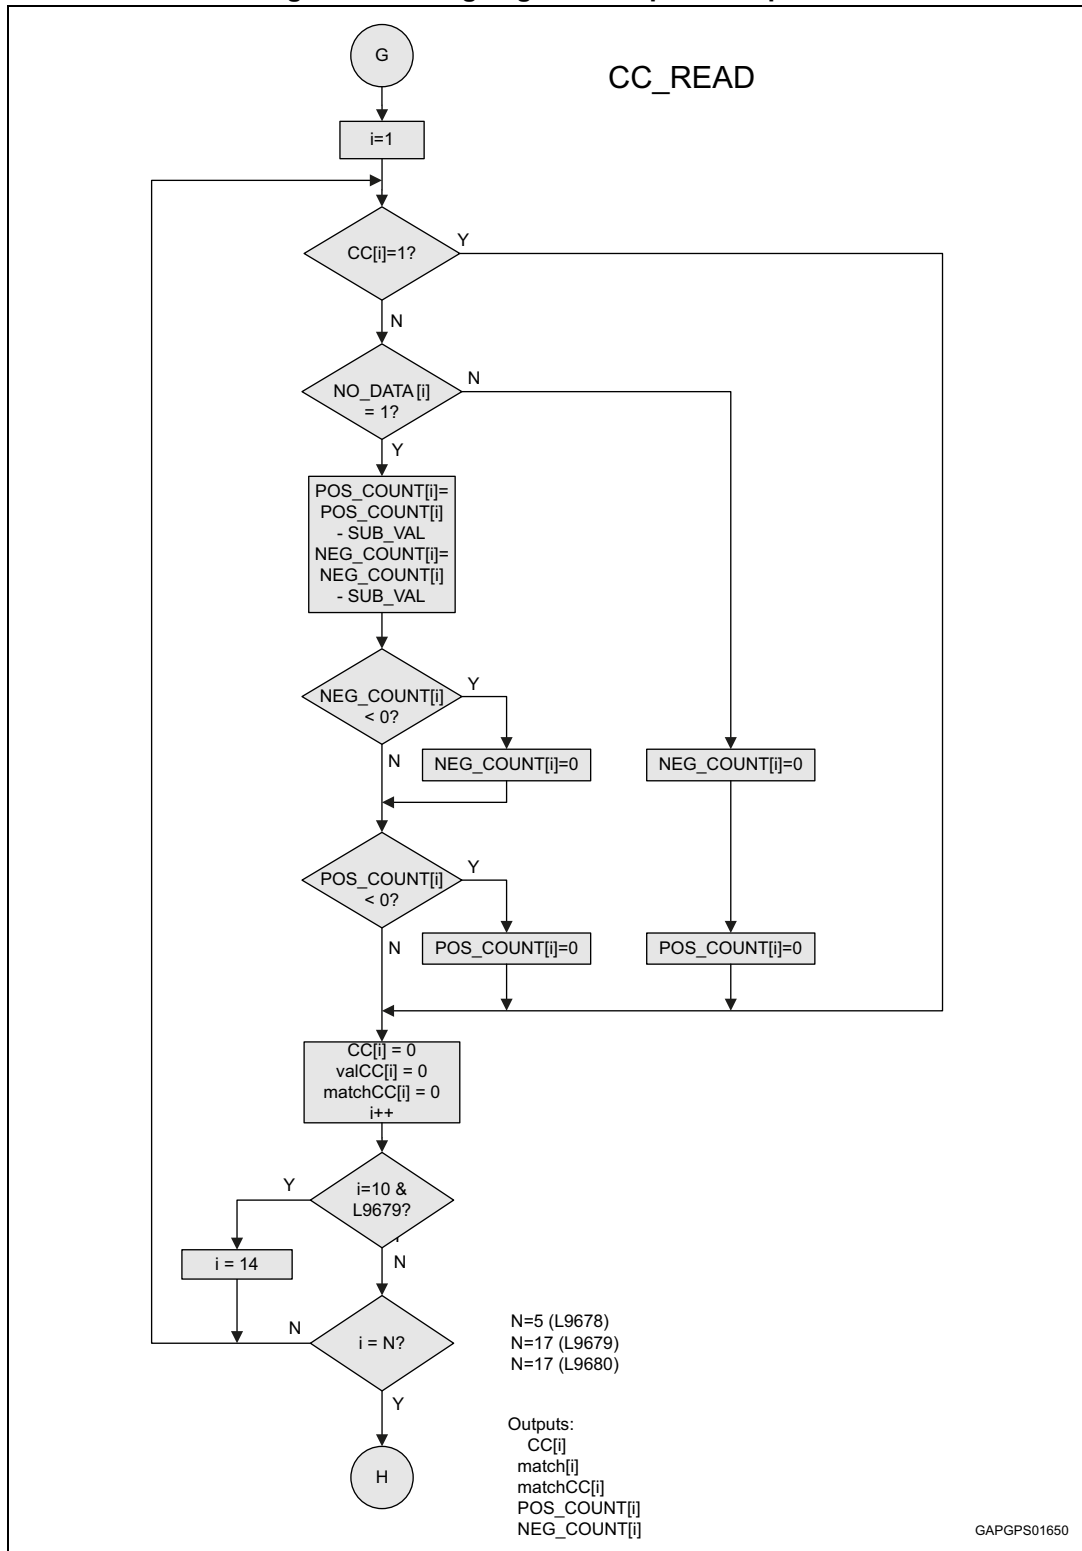 G
CC_READ
i=1
CC[i]=1?
Y
N
NO_DATA[i]
= 1?
N
Y
POS_COUNT[i]=
POS_COUNT[i]
- SUB_VAL
NEG_COUNT[i]=
NEG_COUNT[i]
- SUB_VAL
NEG_COUNT[i]
< 0?
Y
N
NEG_COUNT[i]=0
NEG_COUNT[i]=0
POS_COUNT[i]
< 0?
Y
N
POS_COUNT[i]=0
POS_COUNT[i]=0
CC[i] = 0
valCC[i] = 0
matchCC[i] = 0
i++
i=10 &
L9679?
Y
N
i = 14
i = N?
N
Y
N=5 (L9678)
N=17 (L9679)
N=17 (L9680)
H
Outputs:
CC[i]
match[i]
matchCC[i]
POS_COUNT[i]
NEG_COUNT[i]
GAPGPS01650